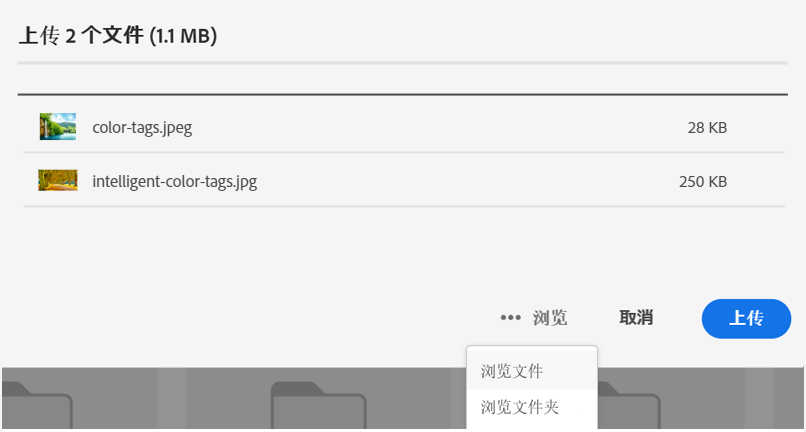 上传 2 个文件 (1.1 MB)
color-tags.jpeg 28 KB
intelligent-color-tags.jpg 250 KB
••• 浏览 取消 上传
浏览文件
浏览文件夹